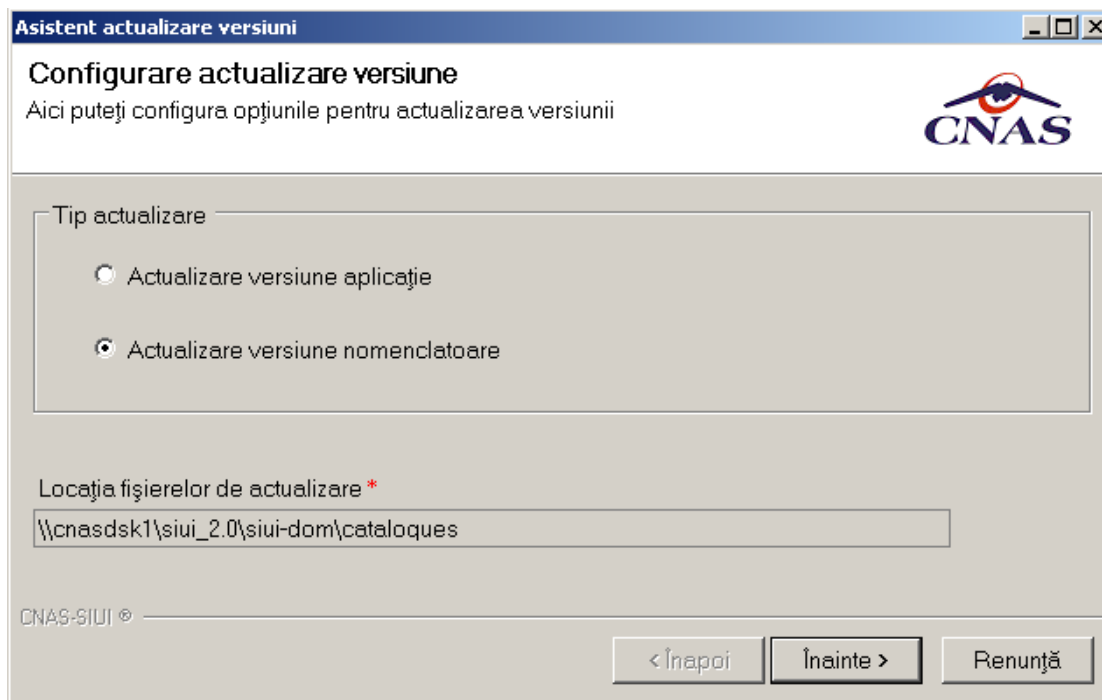 Asistent actualizare versiuni
Configurare actualizare versiune
Aici puteţi configura opţiunile pentru actualizarea versiunii
CNAS
Tip actualizare
Actualizare versiune aplicaţie
Actualizare versiune nomenclatoare
Locaţia fişierelor de actualizare *
\\cnasdsk1\siui_2.0\siui-dom\cataloques
CNAS-SIUI ®
< Înapoi
Înainte >
Renunţă